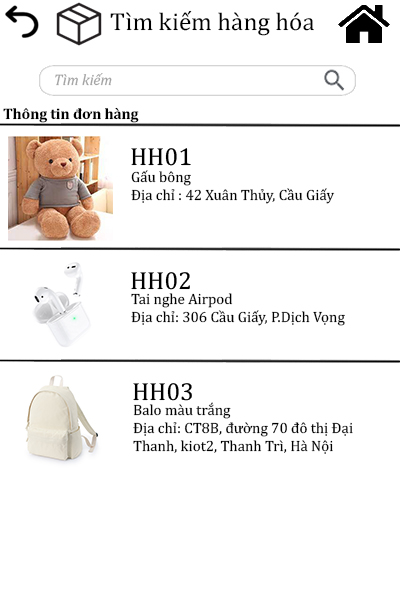 Tìm kiếm hàng hóa
Tìm kiếm
Thông tin đơn hàng
HH01
Gấu bông
Địa chỉ : 42 Xuân Thủy, Cầu Giấy
HH02
Tai nghe Airpod
Địa chỉ: 306 Cầu Giấy, P.Dịch Vọng
HH03
Balo màu trắng
Địa chỉ: CT8B, đường 70 đô thị Đại
Thanh, kiot2, Thanh Trì, Hà Nội